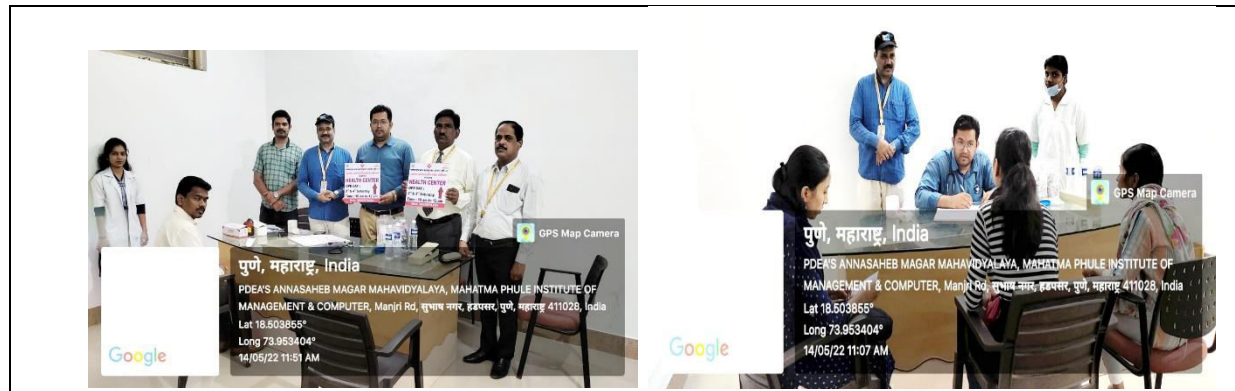 HEALTH CENTER
HEALTH CENTER
GPS Map Camera
पुणे, महाराष्ट्र, India
PDEA'S ANNASAHEB MAGAR MAHAVIDYALAYA, MAHATMA PHULE INSTITUTE OF
MANAGEMENT & COMPUTER, Manjri Rd, सुभाष नगर, हडपसर, पुणे, महाराष्ट्र 411028, India
Lat 18.503855°
Long 73.953404°
14/05/22 11:51 AM
Google
GPS Map Camera
पुणे, महाराष्ट्र, India
PDEA'S ANNASAHEB MAGAR MAHAVIDYALAYA, MAHATMA PHULE INSTITUTE OF
MANAGEMENT & COMPUTER, Manjri Rd, सुभाष नगर, हडपसर, पुणे, महाराष्ट्र 411028, India
Lat 18.503855°
Long 73.953404°
14/05/22 11:07 AM
Google